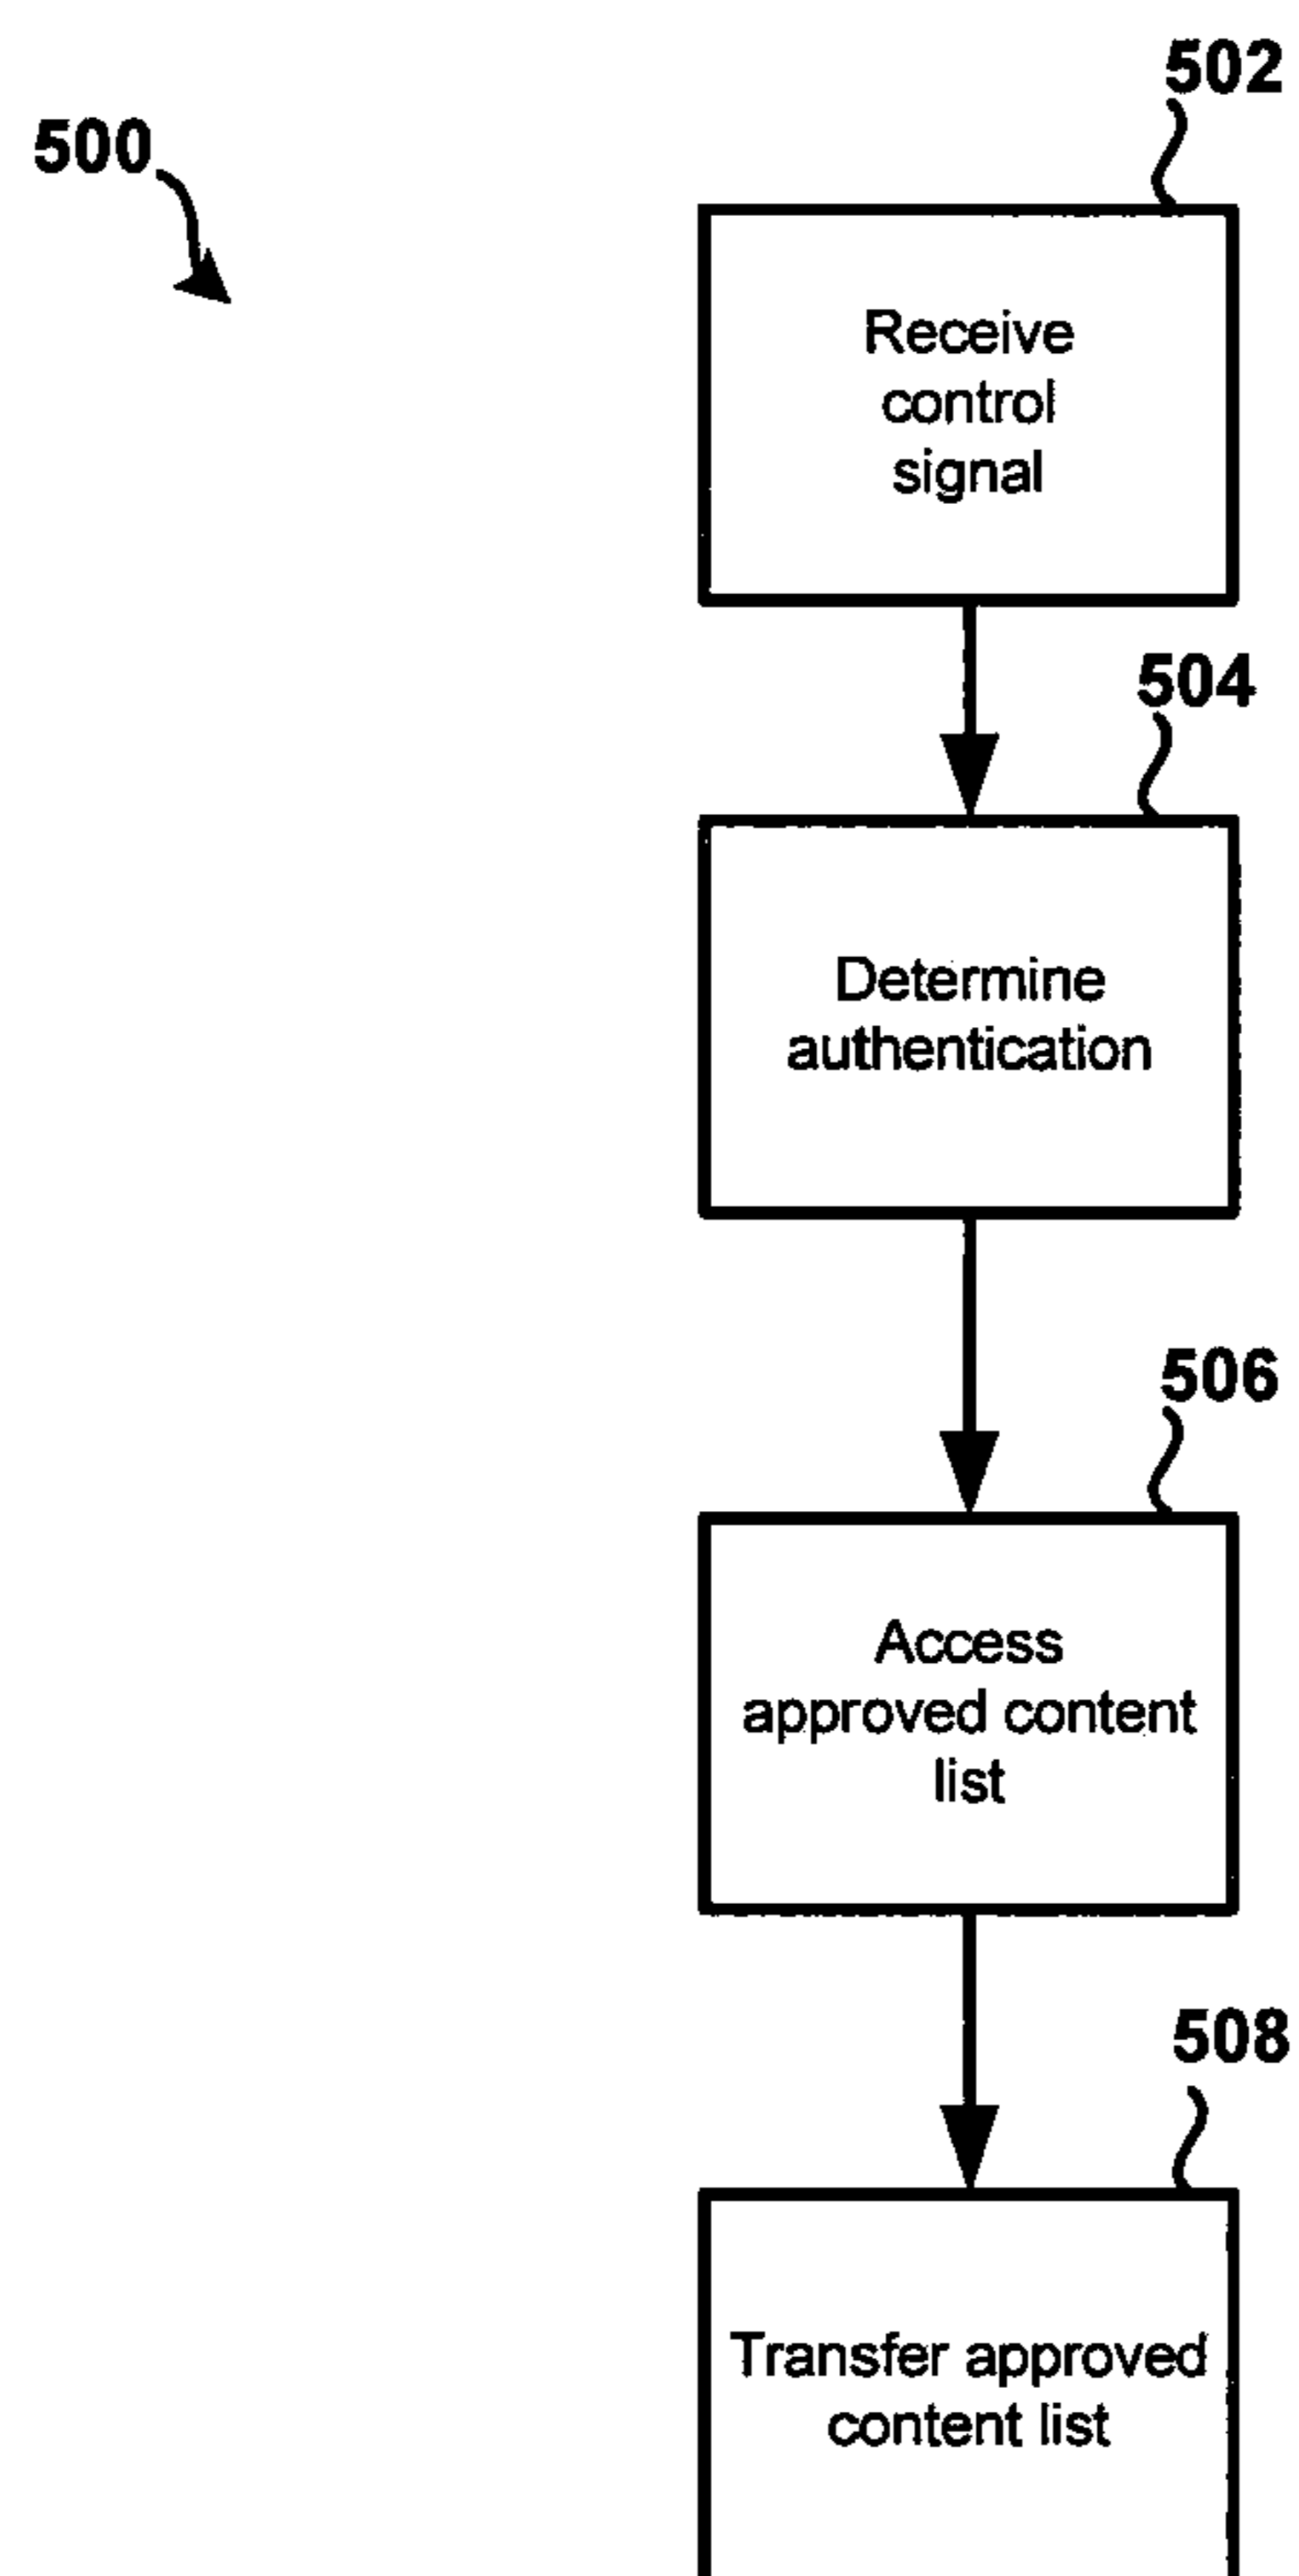 502
500
Receive
control
signal
504
Determine
authentication
506
Access
approved content
list
508
Transfer approved
content list